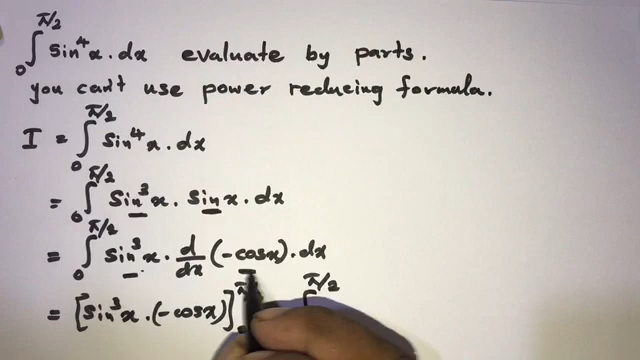 ∫₀^π/2 sin⁴x · dx evaluate by parts.
you can't use power reducing formula.
I = ∫₀^π/2 sin⁴x · dx
= ∫₀^π/2 sin³x · sinx · dx
= ∫₀^π/2 sin³x · d/dx (-cosx) · dx
= [sin³x · (-cosx)] π/2